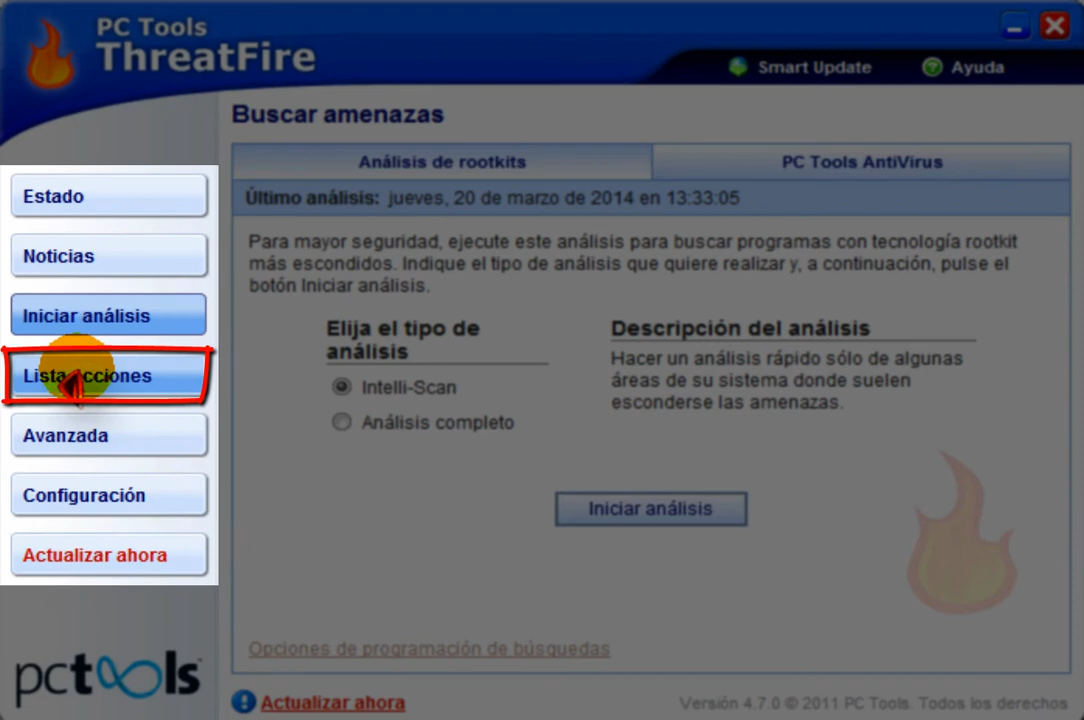 PC Tools
ThreatFire
Smart Update
Ayuda
Buscar amenazas
Análisis de rootkits
PC Tools AntiVirus
Último análisis: jueves, 20 de marzo de 2014 en 13:33:05
Para mayor seguridad, ejecute este análisis para buscar programas con tecnología rootkit
más escondidos. Indique el tipo de análisis que quiere realizar y, a continuación, pulse el
botón Iniciar análisis.
Elija el tipo de
análisis
Intelli-Scan
Análisis completo
Descripción del análisis
Hacer un análisis rápido sólo de algunas
áreas de su sistema donde suelen
esconderse las amenazas.
Iniciar análisis
Opciones de programación de búsquedas
Estado
Noticias
Iniciar análisis
Lista acciones
Avanzada
Configuración
Actualizar ahora
pctools
Actualizar ahora
Versión 4.7.0 © 2011 PC Tools. Todos los derechos